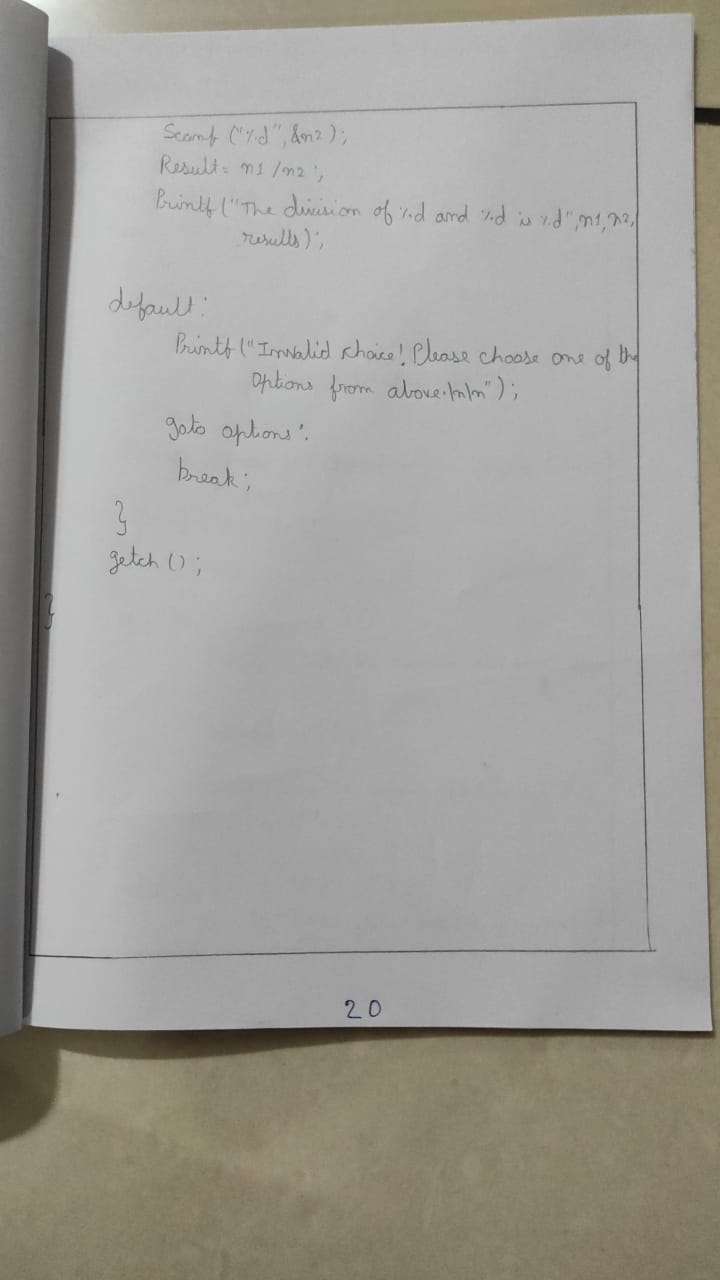 Scanf ("%d", &n2);
Result = n1 /n2 ;
Printf ("The division of %d and %d is %d", n1, n2,
results);
default:
Printf ("Invalid choice! Please choose one of the
Options from above.\n\n");
goto options:
break;
}
getch ();
}
20